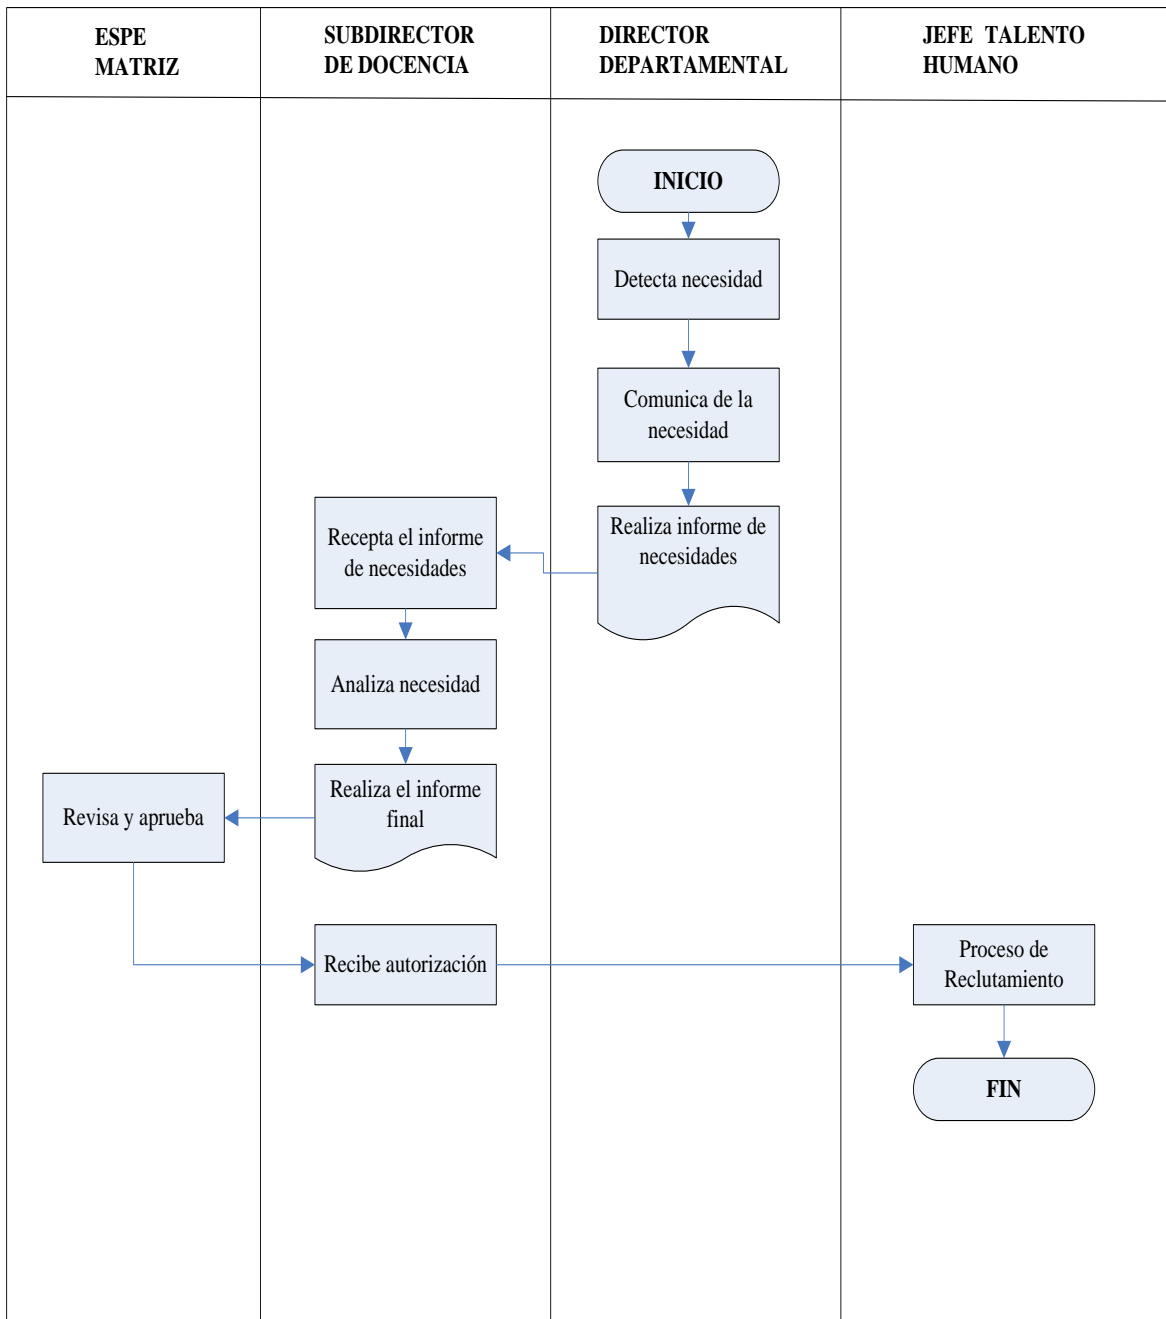 ESPE
MATRIZ
SUBDIRECTOR
DE DOCENCIA
DIRECTOR
DEPARTAMENTAL
JEFE TALENTO
HUMANO
INICIO
Detecta necesidad
Comunica de la
necesidad
Realiza informe de
necesidades
Recepta el informe
de necesidades
Analiza necesidad
Realiza el informe
final
Revisa y aprueba
Recibe autorización
Proceso de
Reclutamiento
FIN